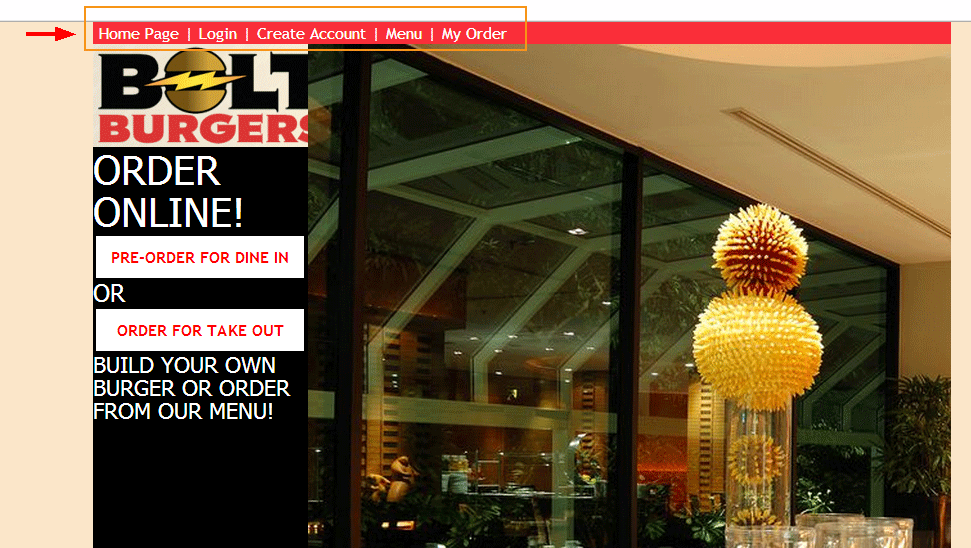 Home Page | Login | Create Account | Menu | My Order
BOLT
BURGERS
ORDER
ONLINE!
PRE-ORDER FOR DINE IN
OR
ORDER FOR TAKE OUT
BUILD YOUR OWN
BURGER OR ORDER
FROM OUR MENU!